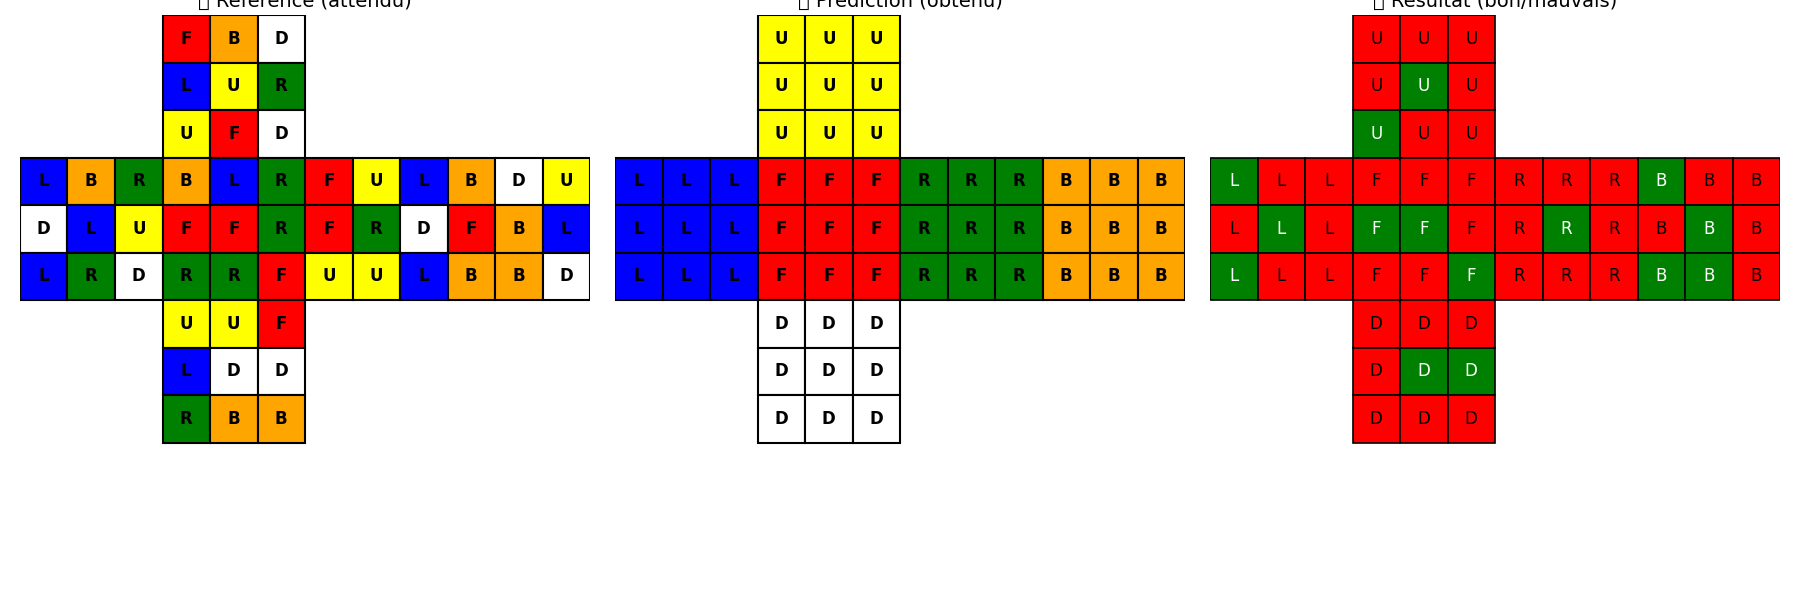 Référence (attendu)
Prédiction (obtenu)
Résultat (bon/mauvais)
F B D
L U R
U F D
L B R B L R F U L B D U
D L U F F R F R D F B L
L R D R R F U U L B B D
U U F
L D D
R B B
U U U
U U U
U U U
L L L F F F R R R B B B
L L L F F F R R R B B B
L L L F F F R R R B B B
D D D
D D D
D D D
U U U
U U U
U U U
L L L F F F R R R B B B
L L L F F F R R R B B B
L L L F F F R R R B B B
D D D
D D D
D D D